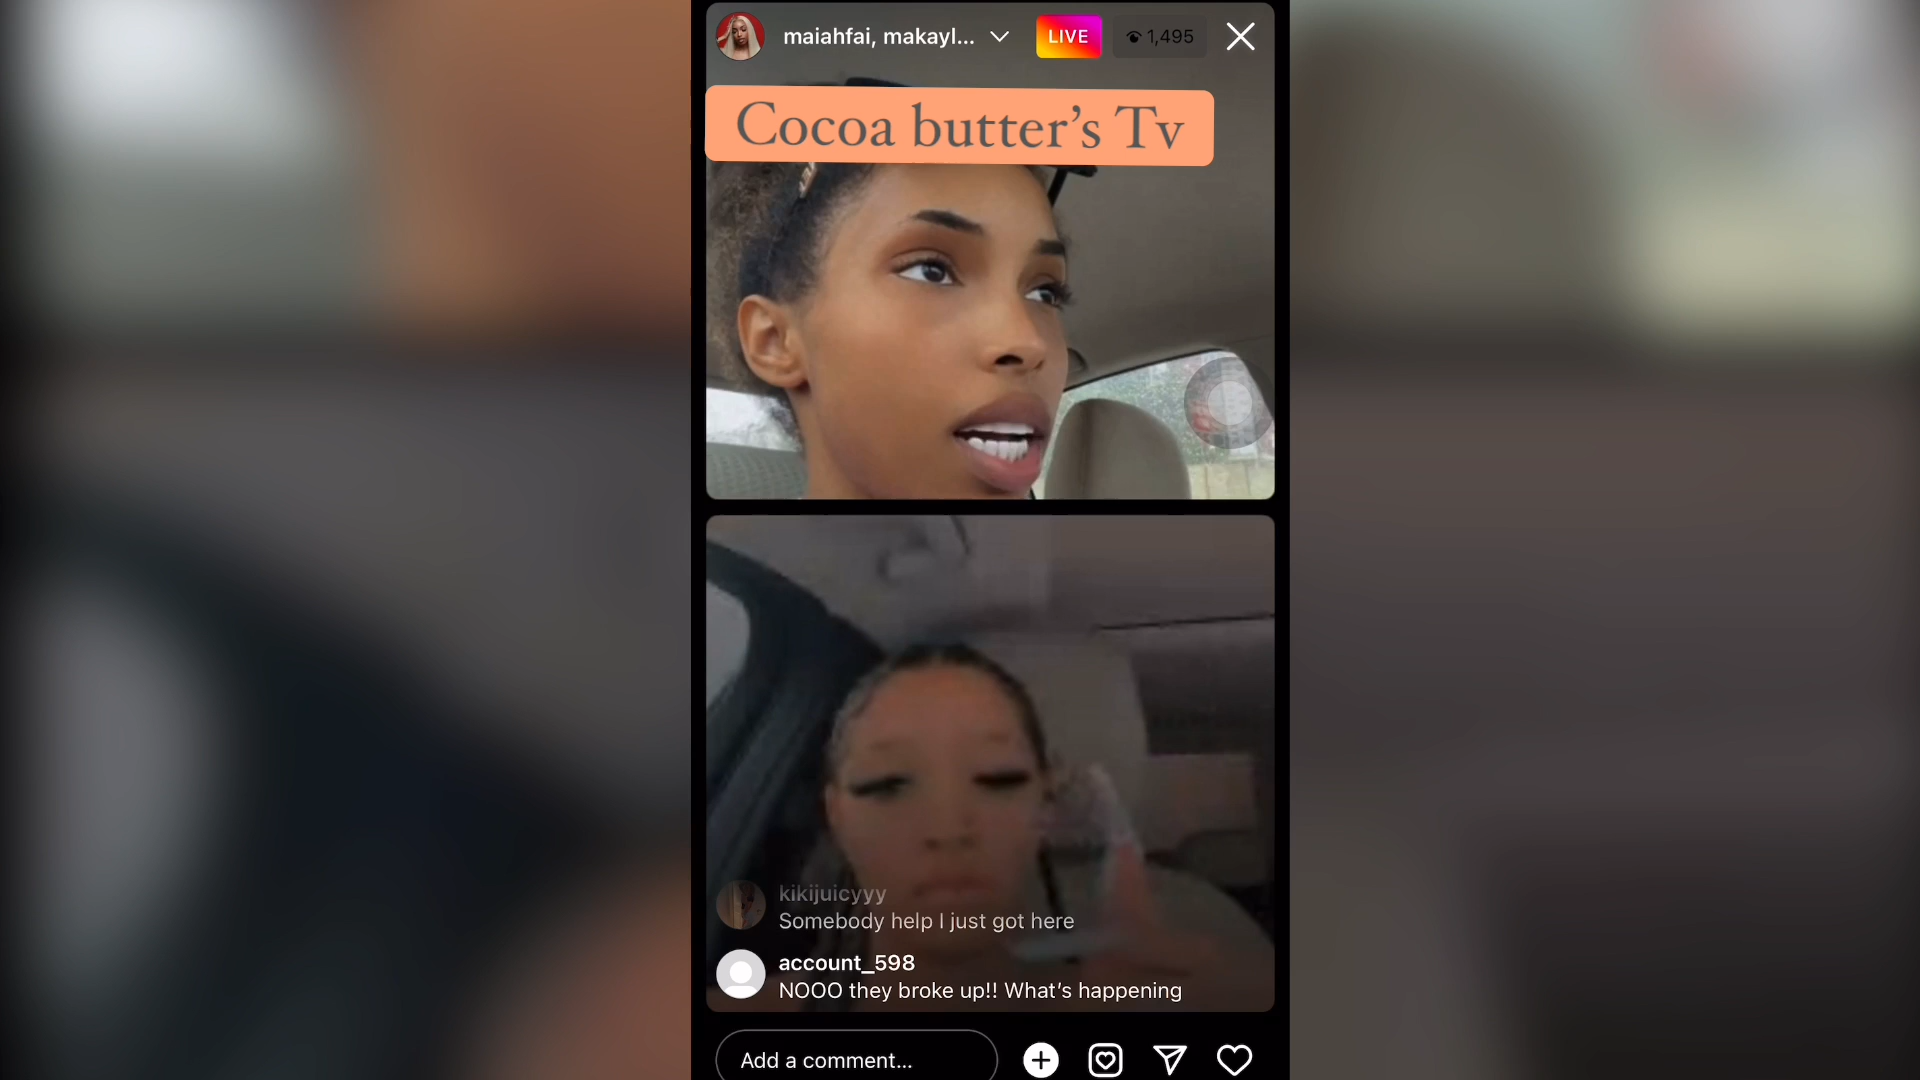 maiahfai, makayl...
LIVE
1,495
Cocoa butter’s Tv
kikijuicyyy
Somebody help I just got here
account_598
NOOO they broke up!! What’s happening
Add a comment...